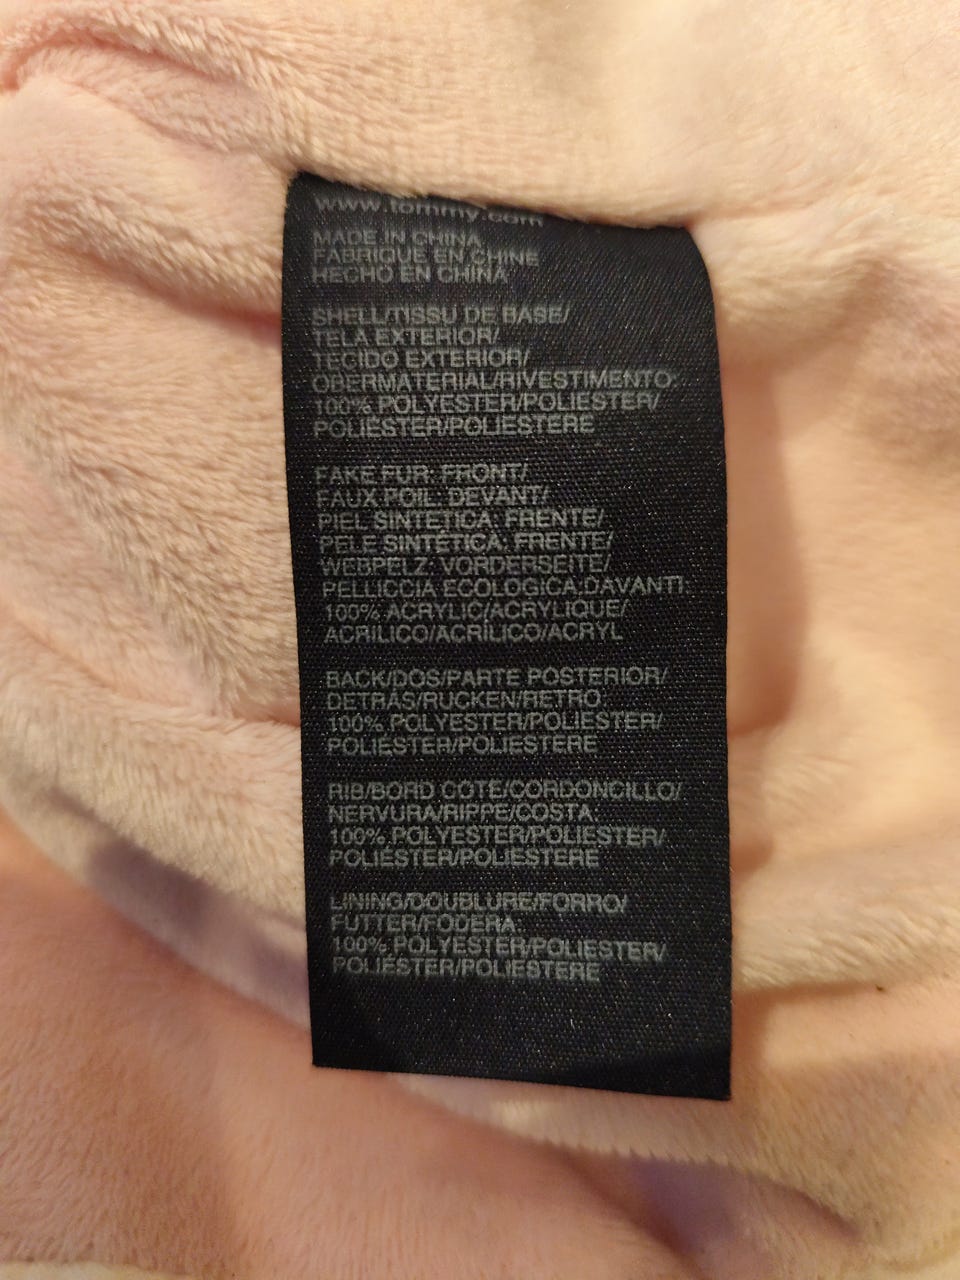 www.tommy.com
MADE IN CHINA
FABRIQUE EN CHINE
HECHO EN CHINA
SHELL/TISSU DE BASE/
TELA EXTERIOR/
TECIDO EXTERIOR/
OBERMATERIAL/RIVESTIMENTO:
100% POLYESTER/POLIESTER/
POLIÉSTER/POLIESTERE
FAKE FUR: FRONT/
FAUX POIL: DEVANT/
PIEL SINTETICA: FRENTE/
PELE SINTÉTICA: FRENTE/
WEBPELZ: VORDERSEITE/
PELLICCIA ECOLOGICA:DAVANTI:
100% ACRYLIC/ACRYLIQUE/
ACRILICO/ACRÍLICO/ACRYL
BACK/DOS/PARTE POSTERIOR/
DETRÁS/RUCKEN/RETRO:
100% POLYESTER/POLIESTER/
POLIÉSTER/POLIESTERE
RIB/BORD COTE/CORDONCILLO/
NERVURA/RIPPE/COSTA
100% POLYESTER/POLIESTER/
POLIÉSTER/POLIESTERE
LINING/DOUBLURE/FORRO/
FUTTER/FODERA:
100% POLYESTER/POLIESTER/
POLIÉSTER/POLIESTERE